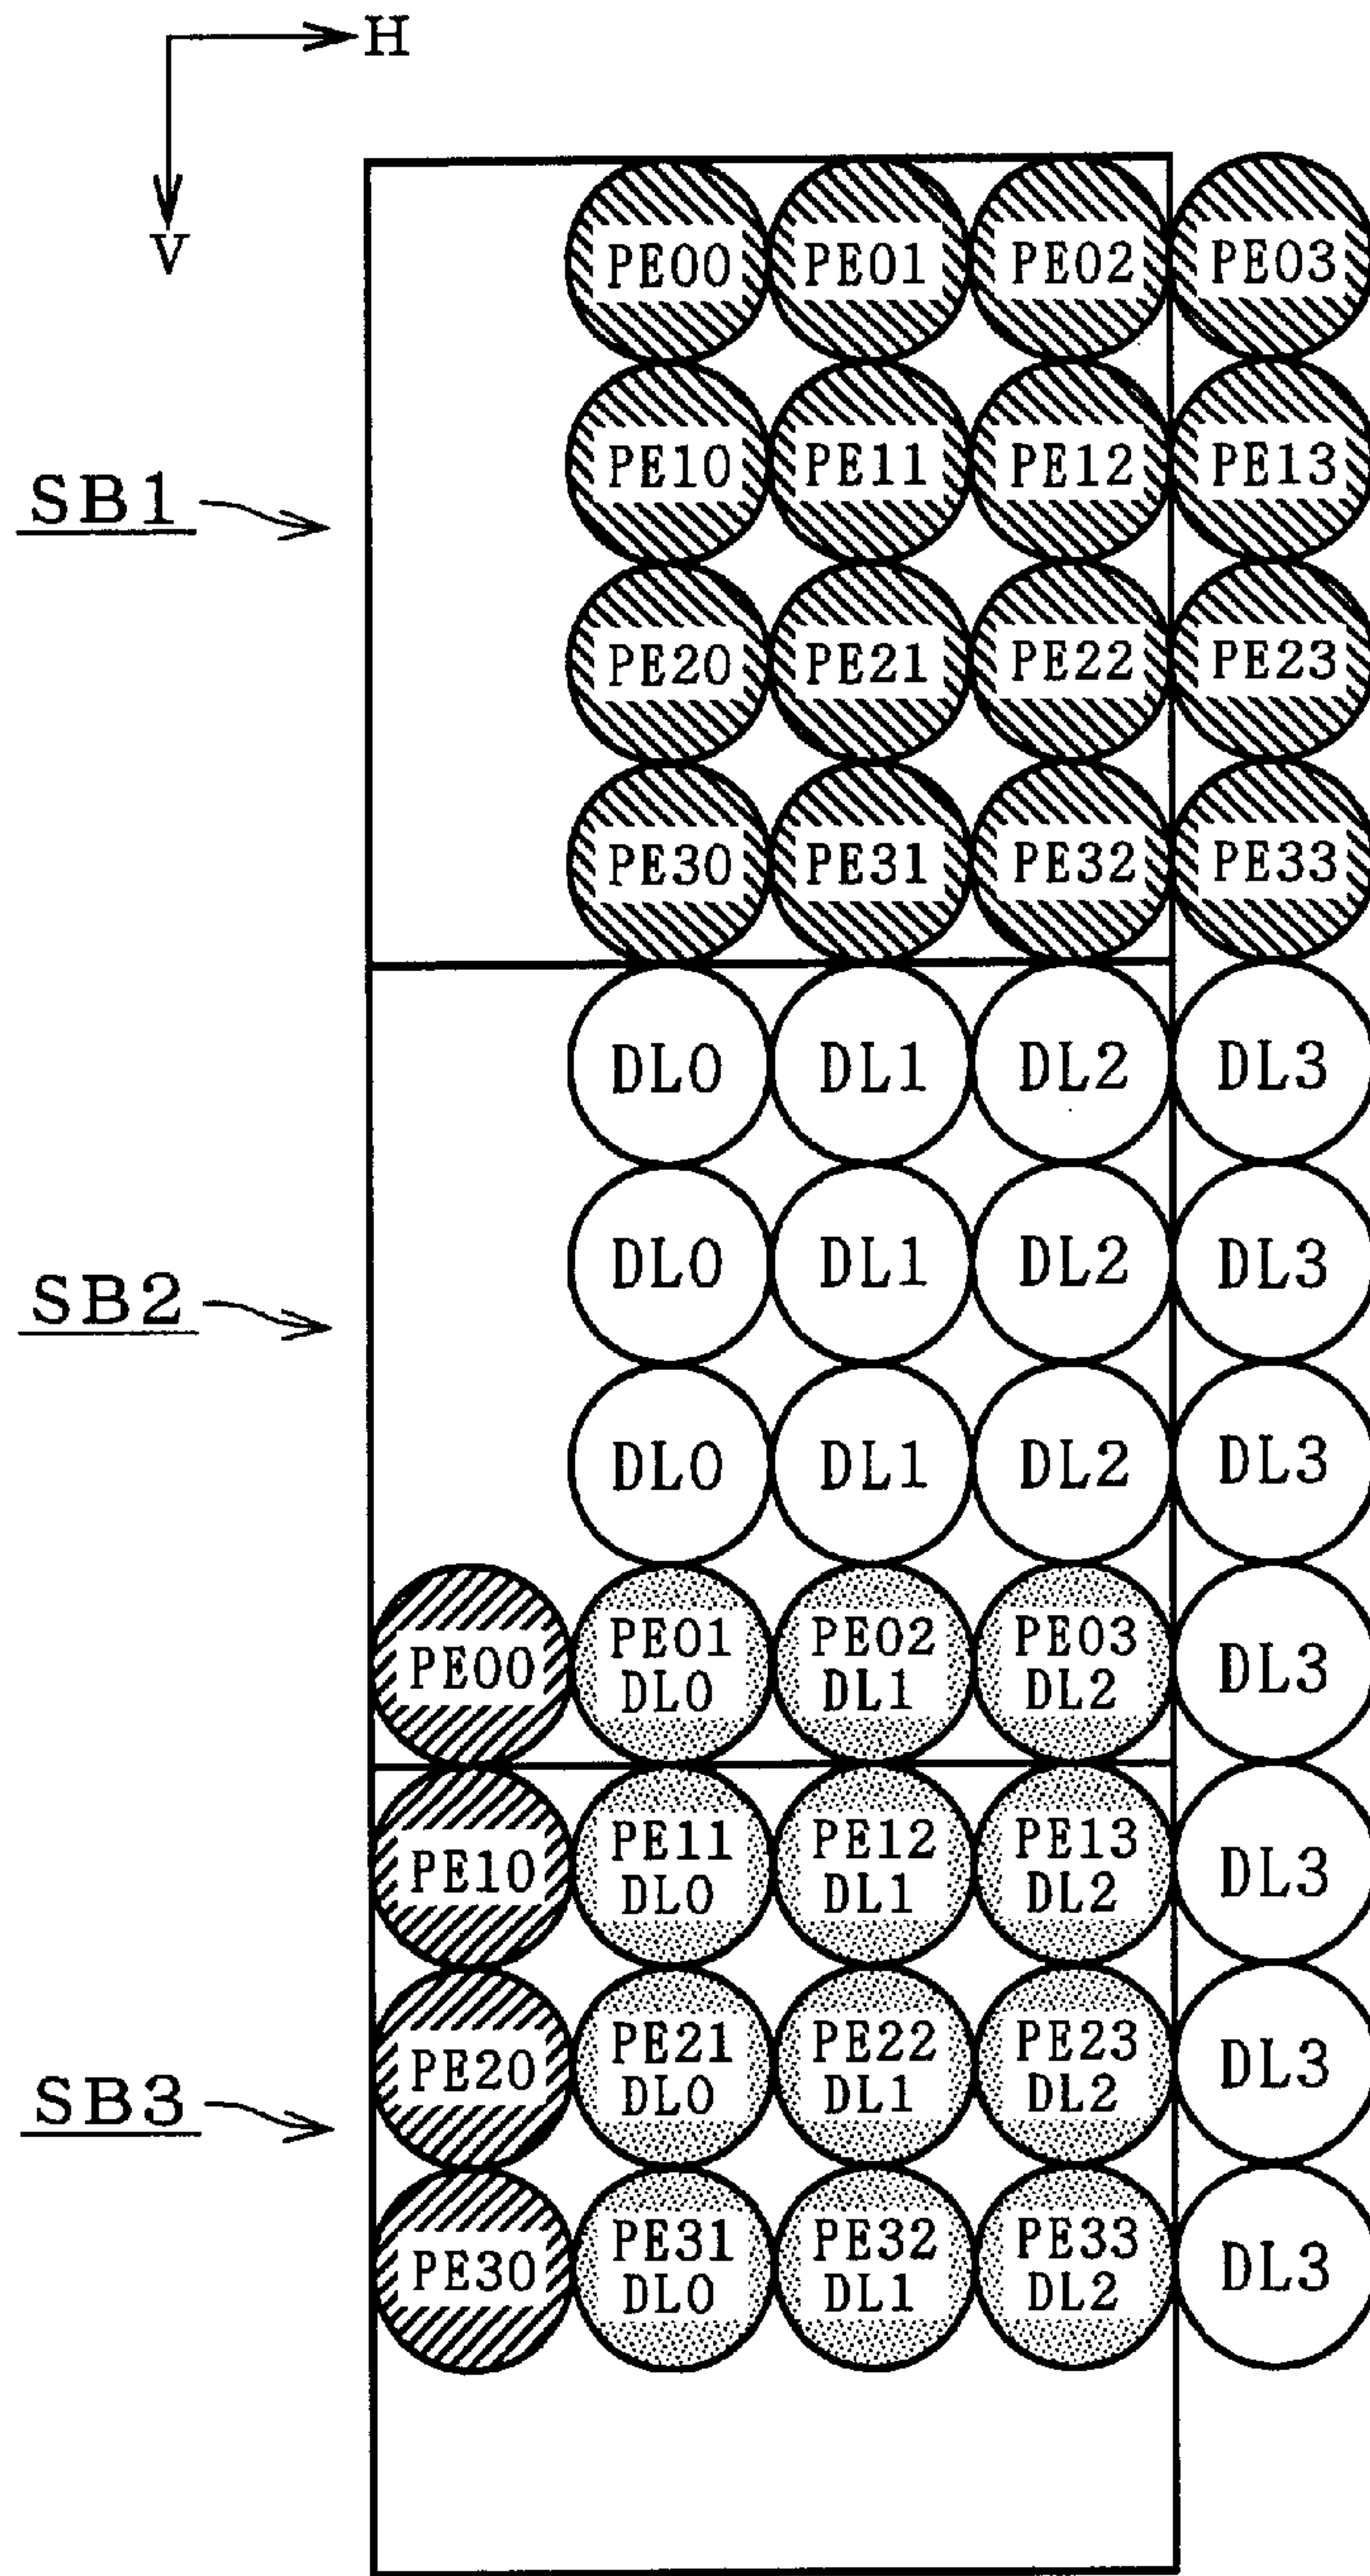 H
V
PE00 PE01 PE02 PE03
PE10 PE11 PE12 PE13
SB1
PE20 PE21 PE22 PE23
PE30 PE31 PE32 PE33
DL0 DL1 DL2 DL3
DL0 DL1 DL2 DL3
SB2
DL0 DL1 DL2 DL3
PE00 PE01 PE02 PE03 DL3
DL0 DL1 DL2
PE10 PE11 PE12 PE13 DL3
DL0 DL1 DL2
PE20 PE21 PE22 PE23 DL3
DL0 DL1 DL2
SB3
PE30 PE31 PE32 PE33 DL3
DL0 DL1 DL2